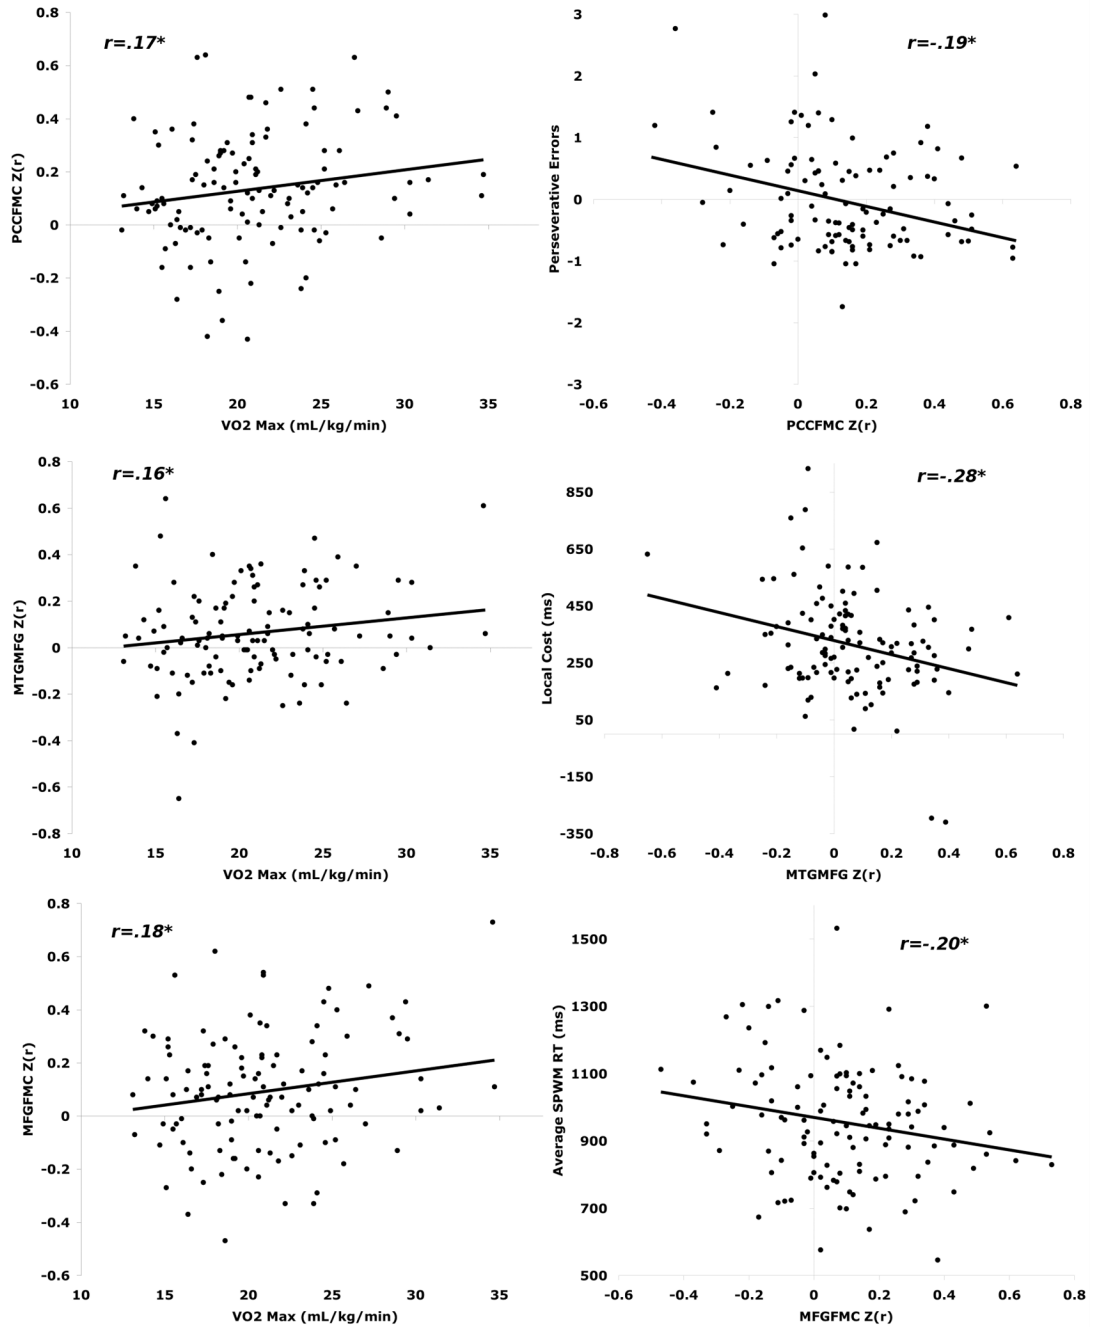 r=.17*
PCCFMC Z(r)
0.8
0.6
0.4
0.2
0
-0.2
-0.4
-0.6
10 15 20 25 30 35
VO2 Max (mL/kg/min)
r=-.19*
Perseverative Errors
3
2
1
0
-1
-2
-3
-0.6 -0.4 -0.2 0 0.2 0.4 0.6 0.8
PCCFMC Z(r)
r=.16*
MTGMFG Z(r)
0.8
0.6
0.4
0.2
0
-0.2
-0.4
-0.6
-0.8
10 15 20 25 30 35
VO2 Max (mL/kg/min)
r=-.28*
Local Cost (ms)
850
650
450
250
50
-150
-350
-0.8 -0.6 -0.4 -0.2 0 0.2 0.4 0.6 0.8
MTGMFG Z(r)
r=.18*
MFGFMC Z(r)
0.8
0.6
0.4
0.2
0
-0.2
-0.4
-0.6
10 15 20 25 30 35
VO2 Max (mL/kg/min)
r=-.20*
Average SPWM RT (ms)
1500
1300
1100
900
700
500
-0.6 -0.4 -0.2 0 0.2 0.4 0.6 0.8
MFGFMC Z(r)